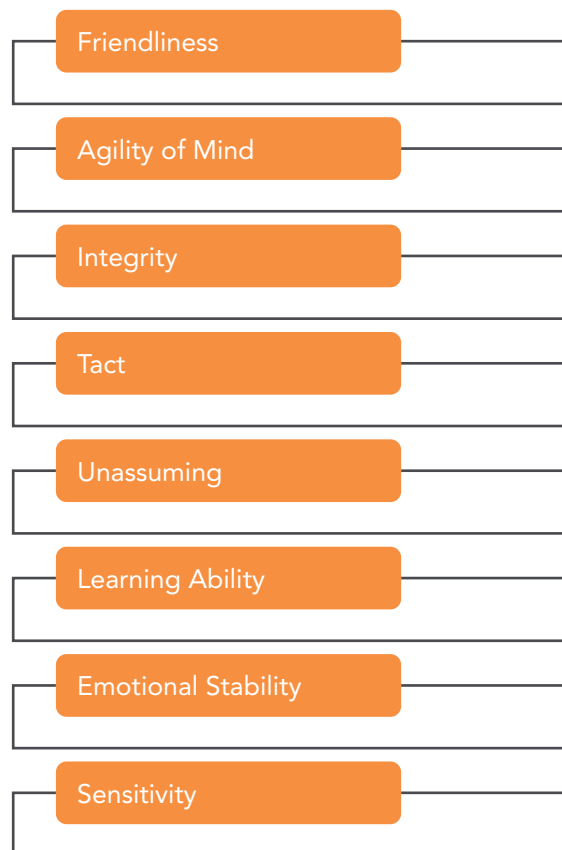 Friendliness
Agility of Mind
Integrity
Tact
Unassuming
Learning Ability
Emotional Stability
Sensitivity